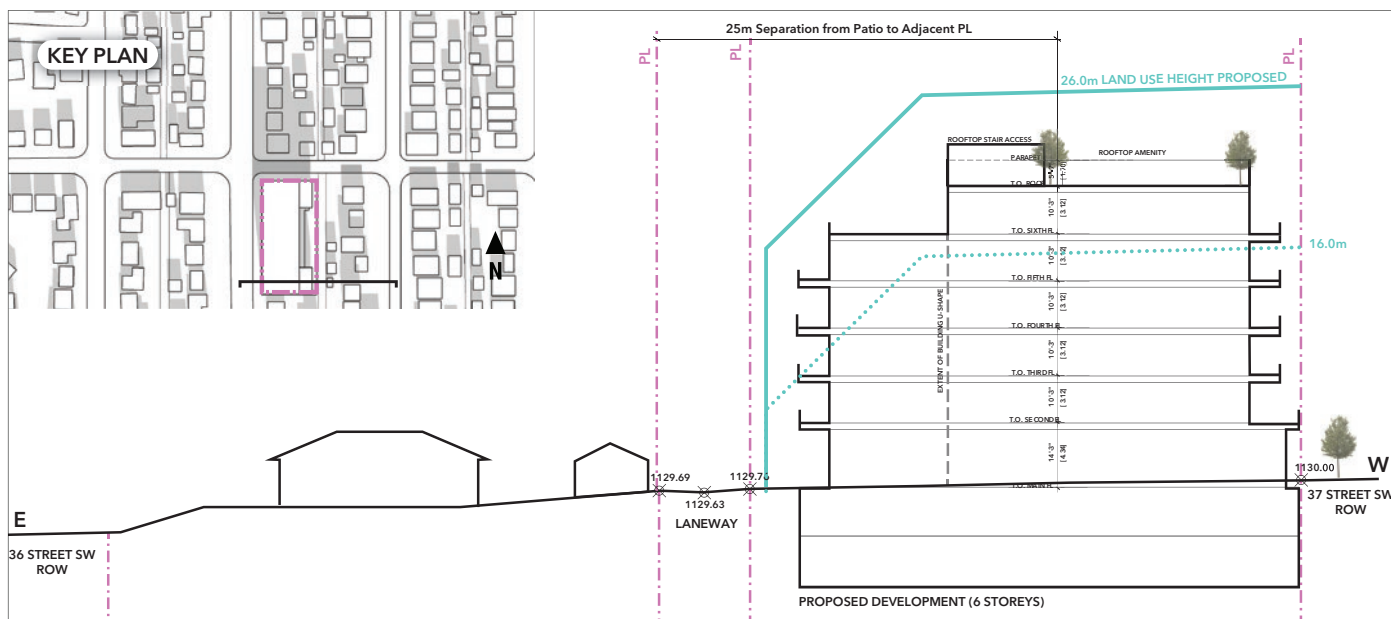 KEY PLAN
N
25m Separation from Patio to Adjacent PL
PL
PL
PL
26.0m LAND USE HEIGHT PROPOSED
ROOFTOP STAIR ACCESS
PARAPET
ROOFTOP AMENITY
[1.70]
T.O. ROOF
10'-3"
[3.12]
T.O. SIXTH FL.
16.0m
10'-3"
[3.12]
T.O. FIFTH FL.
10'-3"
[3.12]
EXTENT OF BUILDING U-SHAPE
T.O. FOURTH FL.
10'-3"
[3.12]
T.O. THIRD FL.
10'-3"
[3.12]
T.O. SECOND FL.
14'-3"
[4.34]
T.O. MAIN FL.
1129.69
1129.63
LANEWAY
1130.00
W
37 STREET SW
ROW
E
36 STREET SW
ROW
PROPOSED DEVELOPMENT (6 STOREYS)